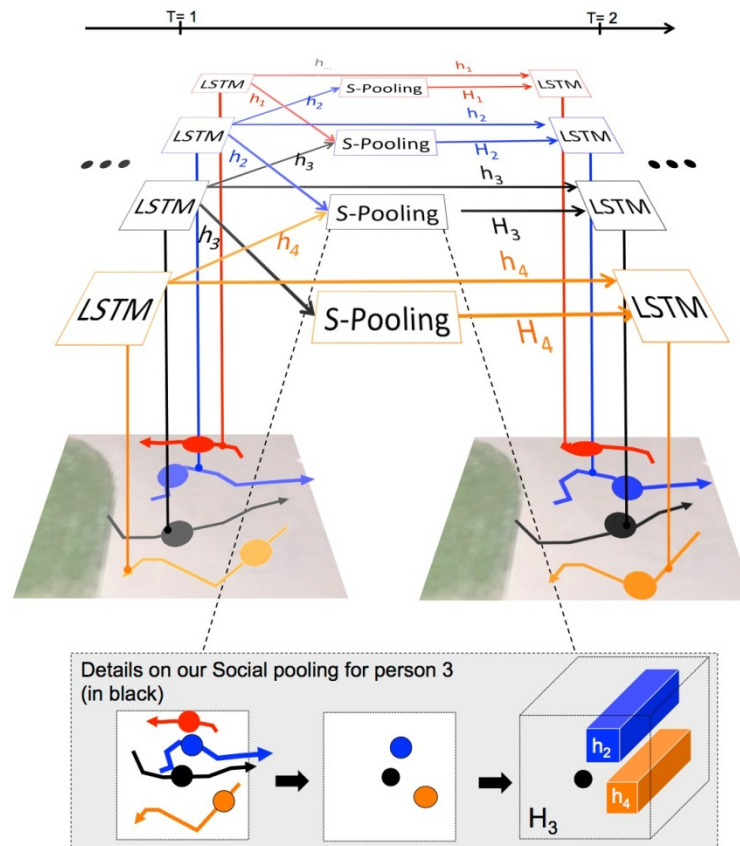 T= 1
T= 2
h...
h₁
LSTM
S-Pooling
LSTM
h₁
h₂
H₁
h₂
LSTM
S-Pooling
LSTM
h₂
h₃
H₂
h₃
LSTM
S-Pooling
LSTM
h₃
h₄
H₃
h₄
LSTM
S-Pooling
LSTM
H₄
Details on our Social pooling for person 3
(in black)
h₂
h₄
H₃